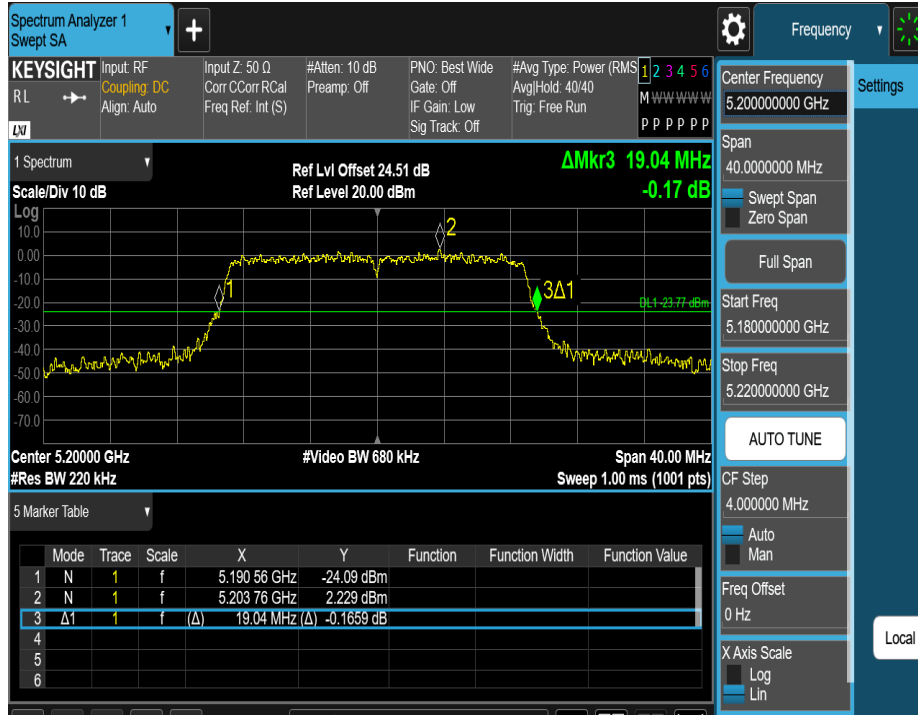 Spectrum Analyzer 1
Swept SA
+
Frequency
KEYSIGHT
RL
LXI
Input: RF
Coupling: DC
Align: Auto
Input Z: 50 Ω
Corr CCorr RCal
Freq Ref: Int (S)
#Atten: 10 dB
Preamp: Off
PNO: Best Wide
Gate: Off
IF Gain: Low
Sig Track: Off
#Avg Type: Power (RMS
Avg|Hold: 40/40
Trig: Free Run
1 2 3 4 5 6
M W W W W W
P P P P P P
1 Spectrum
Scale/Div 10 dB
Ref Lvl Offset 24.51 dB
Ref Level 20.00 dBm
ΔMkr3 19.04 MHz
-0.17 dB
Log
10.0
0.00
-10.0
-20.0
-30.0
-40.0
-50.0
-60.0
-70.0
1
2
3Δ1
DL1 -23.77 dBm
Center 5.20000 GHz
#Video BW 680 kHz
Span 40.00 MHz
#Res BW 220 kHz
Sweep 1.00 ms (1001 pts)
5 Marker Table
Mode Trace Scale X Y Function Function Width Function Value
1 N 1 f 5.190 56 GHz -24.09 dBm
2 N 1 f 5.203 76 GHz 2.229 dBm
3 Δ1 1 f (Δ) 19.04 MHz (Δ) -0.1659 dB
4
5
6
Center Frequency
5.200000000 GHz
Settings
Span
40.0000000 MHz
Swept Span
Zero Span
Full Span
Start Freq
5.180000000 GHz
Stop Freq
5.220000000 GHz
AUTO TUNE
CF Step
4.000000 MHz
Auto
Man
Freq Offset
0 Hz
Local
X Axis Scale
Log
Lin